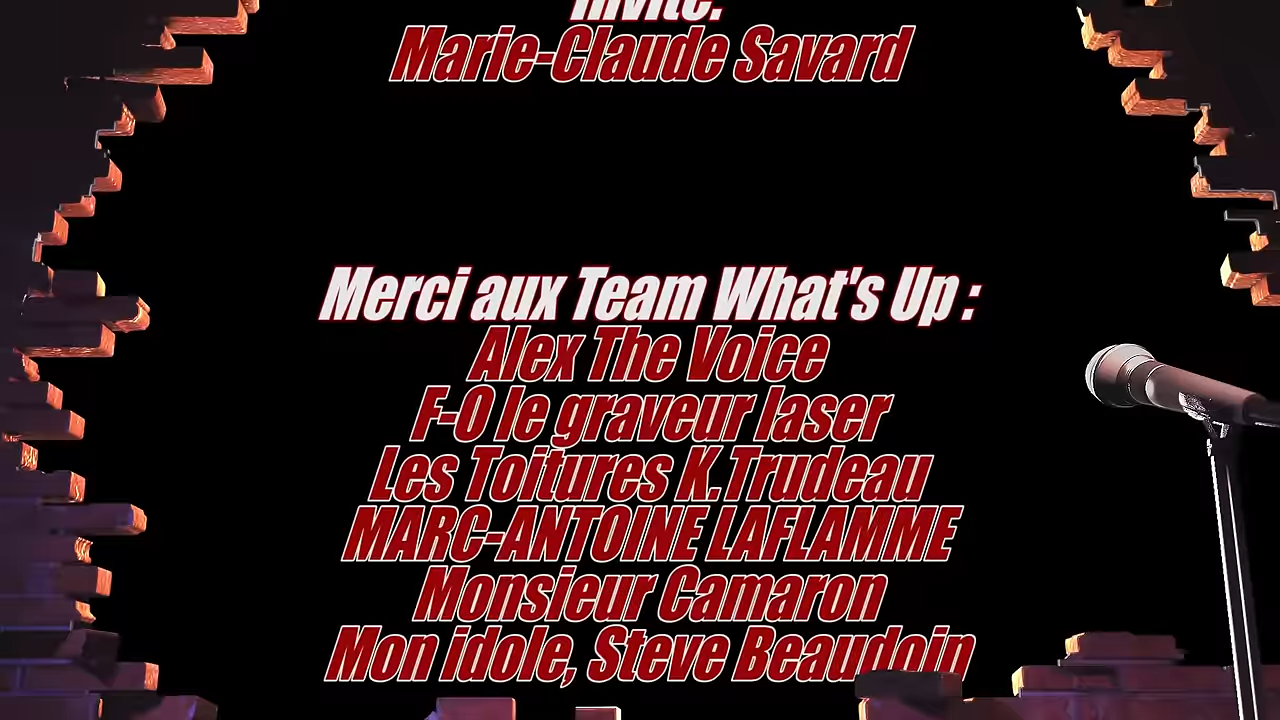 Invité:
Marie-Claude Savard
Merci aux Team What's Up :
Alex The Voice
F-O le graveur laser
Les Toitures K.Trudeau
MARC-ANTOINE LAFLAMME
Monsieur Camaron
Mon idole, Steve Beaudoin